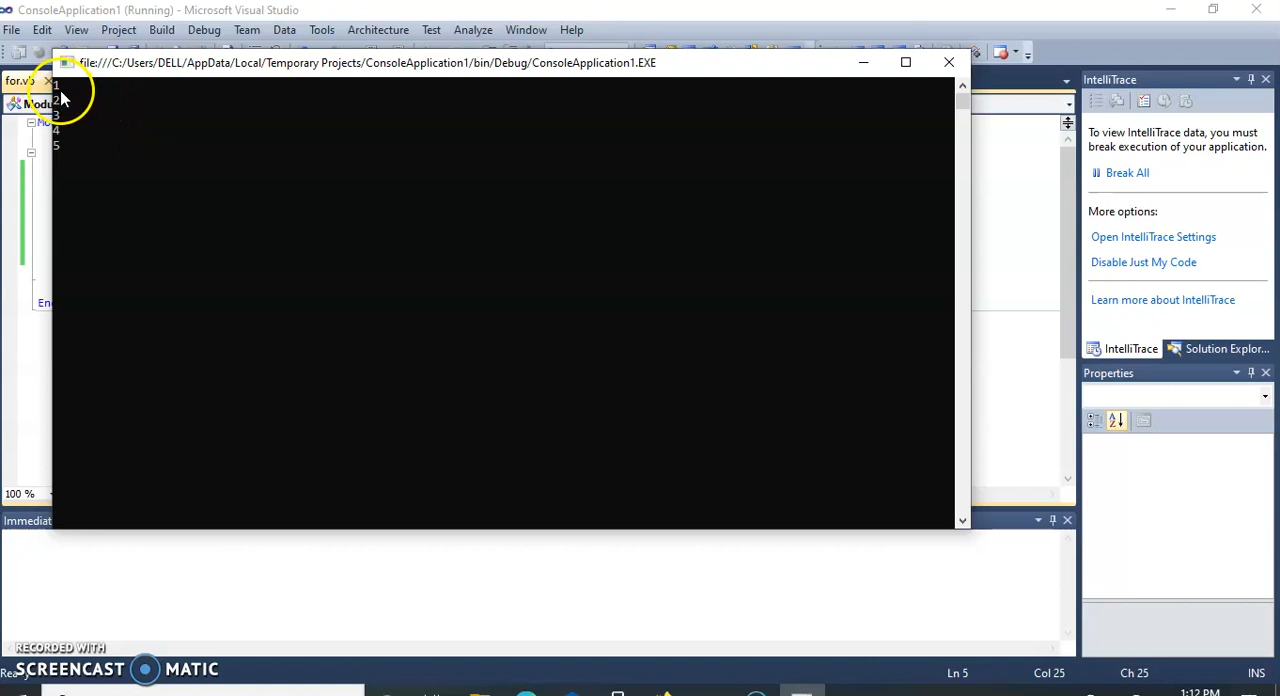 ConsoleApplication1 (Running) - Microsoft Visual Studio
File Edit View Project Build Debug Team Tools Data Architecture Test Analyze Window Help
file:///C:/Users/DELL/AppData/Local/Temporary Projects/ConsoleApplication1/bin/Debug/ConsoleApplication1.EXE
for.vb
1
2
3
4
5
IntelliTrace
To view IntelliTrace data, you must
break execution of your application.
Break All
More options:
Open IntelliTrace Settings
Disable Just My Code
Learn more about IntelliTrace
IntelliTrace Solution Explor...
Properties
100 %
Immediat
RECORDED WITH
SCREENCAST MATIC
Ln 5 Col 25 Ch 25 INS
1:12 PM